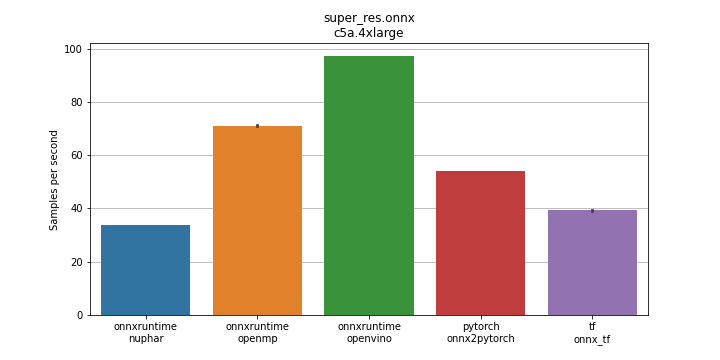 super_res.onnx
c5a.4xlarge
Samples per second
100
80
60
40
20
0
onnxruntime
nuphar
onnxruntime
openmp
onnxruntime
openvino
pytorch
onnx2pytorch
tf
onnx_tf